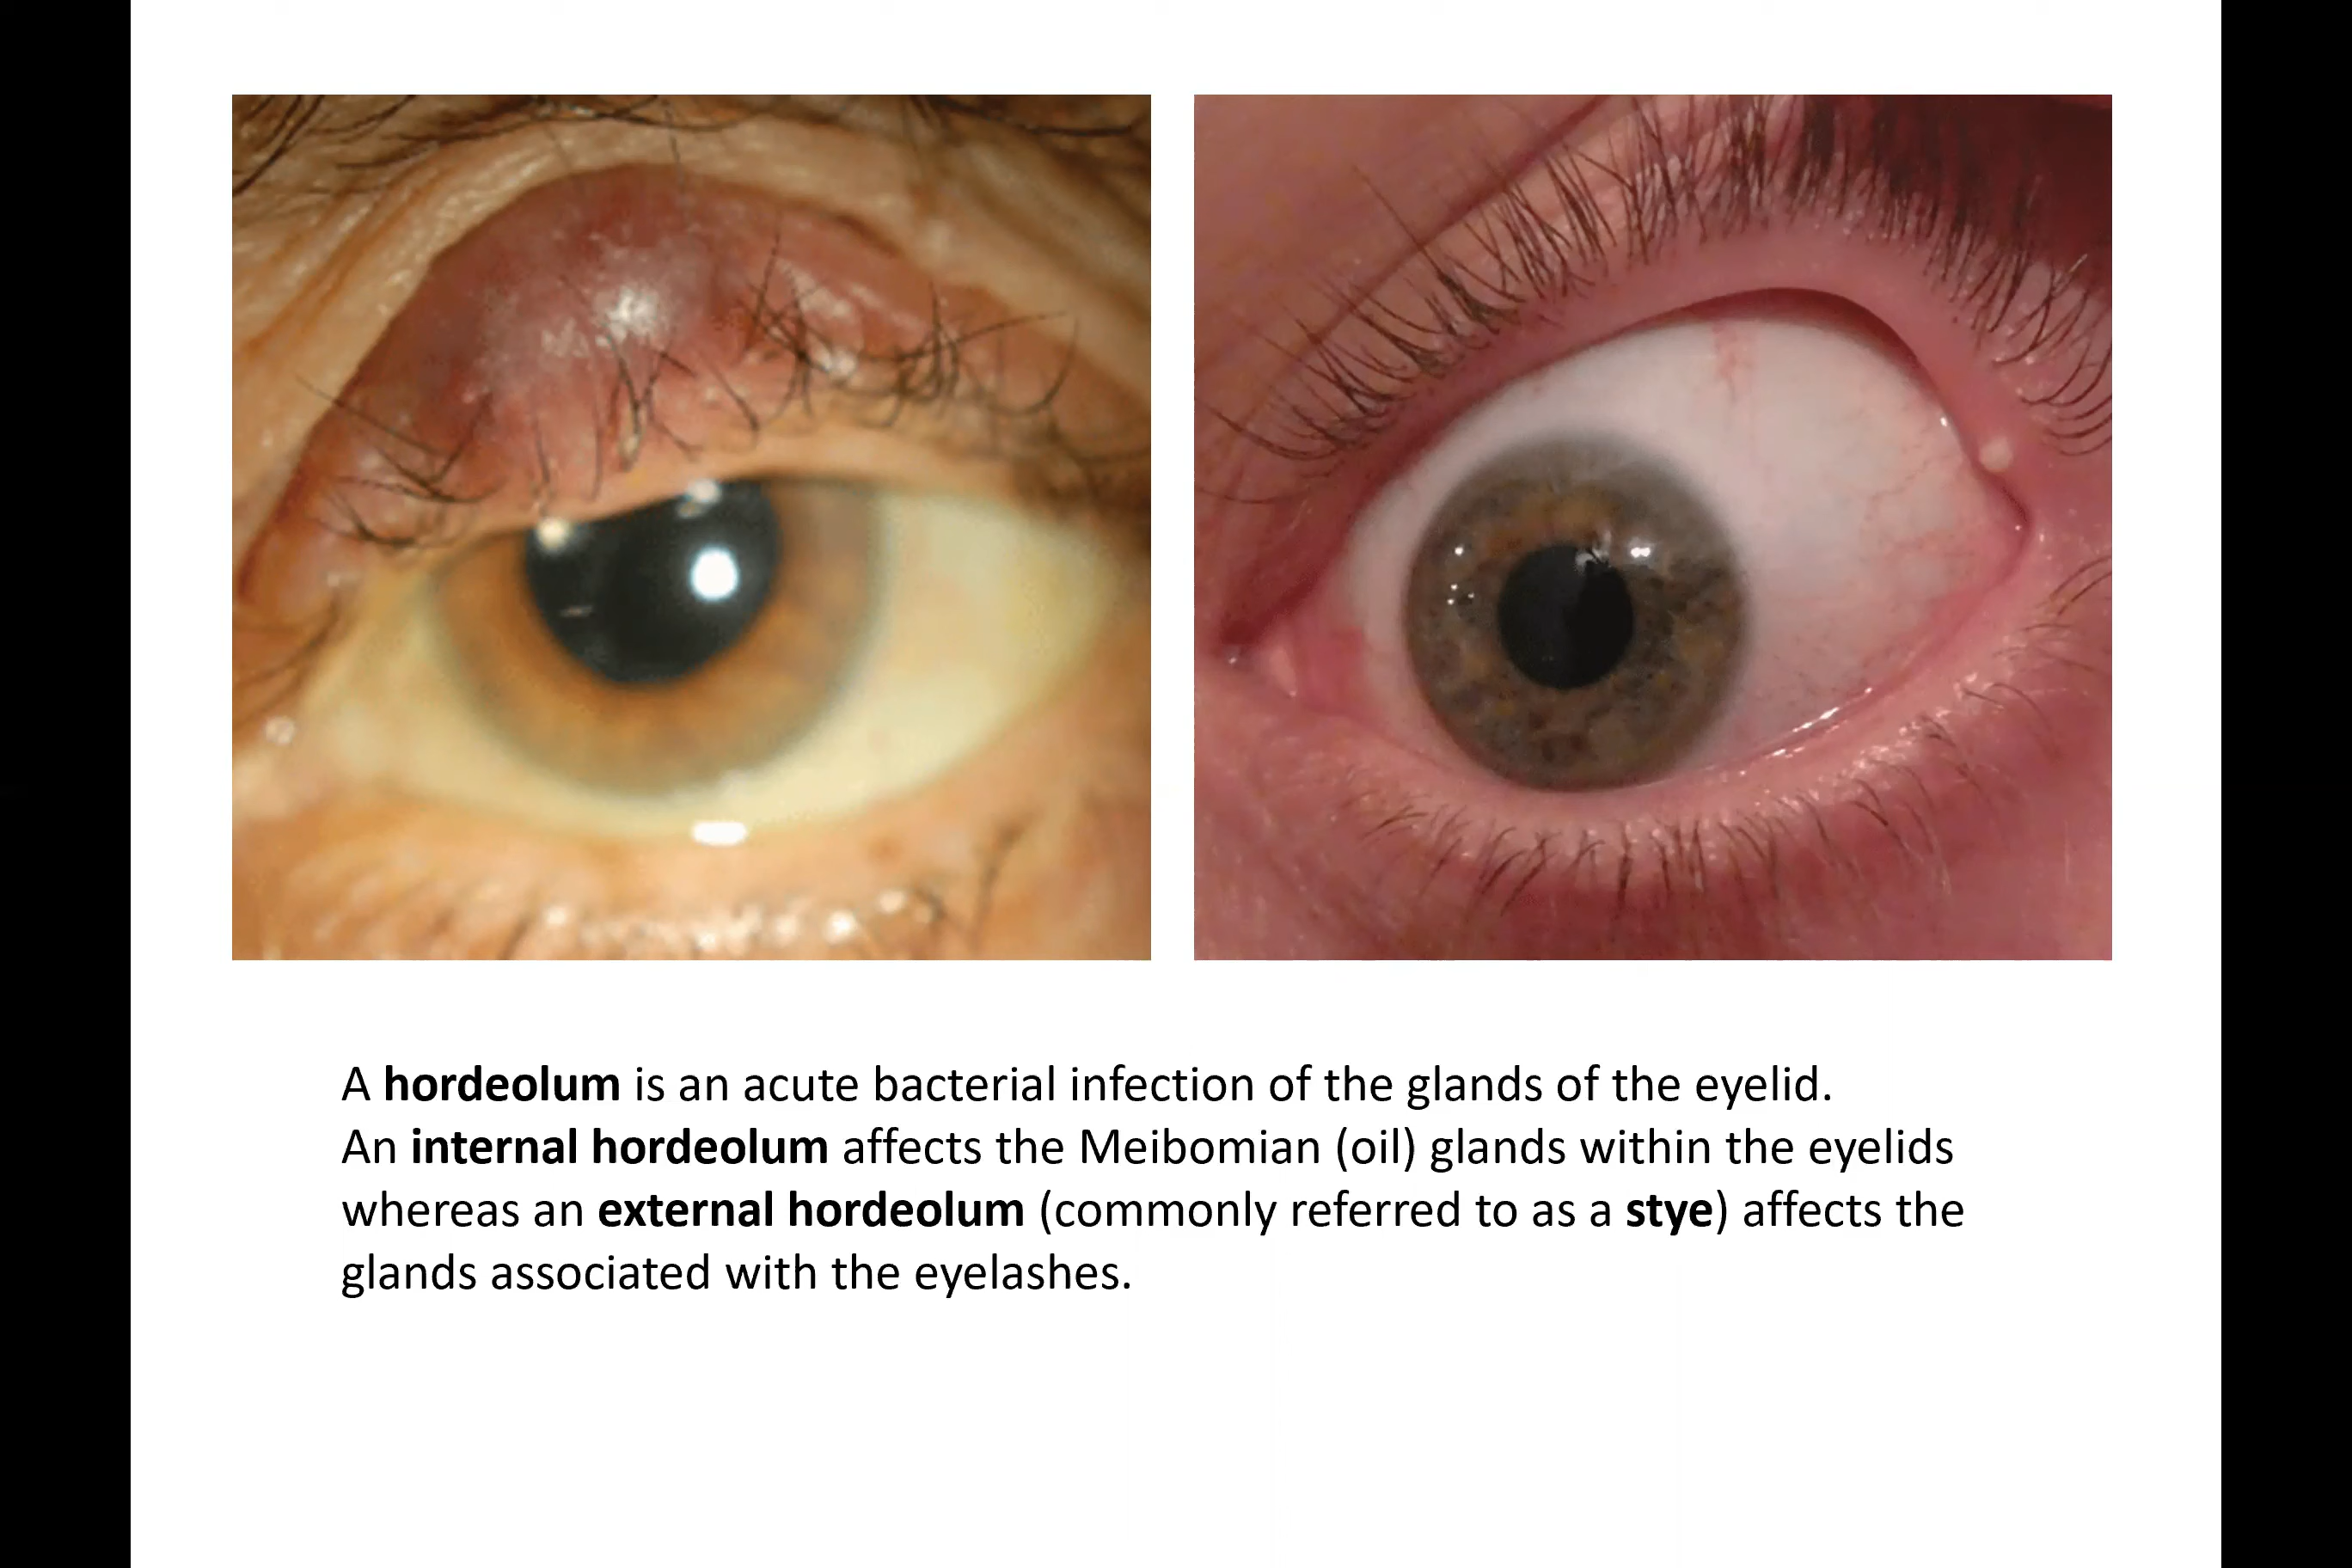 A hordeolum is an acute bacterial infection of the glands of the eyelid.
An internal hordeolum affects the Meibomian (oil) glands within the eyelids
whereas an external hordeolum (commonly referred to as a stye) affects the
glands associated with the eyelashes.